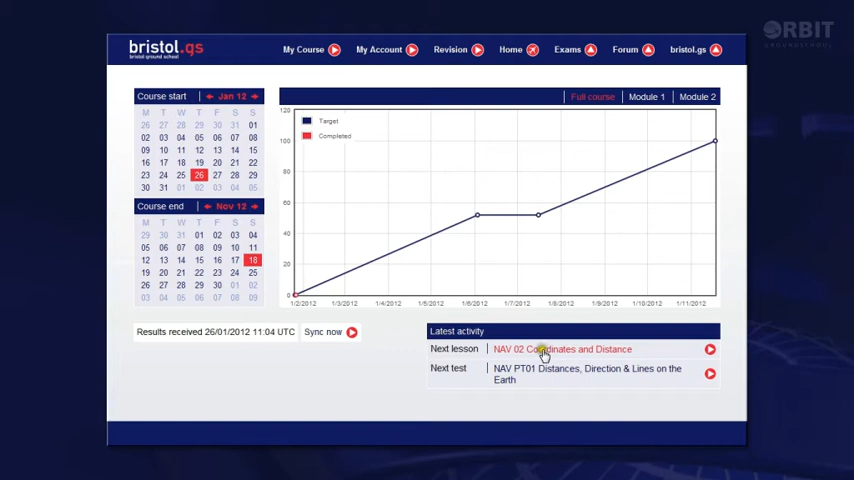 ORBIT
GROUNDSCHOOL
bristol.gs
bristol ground school
My Course
My Account
Revision
Home
Exams
Forum
bristol.gs
Course start
Jan 12
M T W T F S S
26 27 28 29 30 31 01
02 03 04 05 06 07 08
09 10 11 12 13 14 15
16 17 18 19 20 21 22
23 24 25 26 27 28 29
30 31 01 02 03 04 05
Course end
Nov 12
M T W T F S S
29 30 31 01 02 03 04
05 06 07 08 09 10 11
12 13 14 15 16 17 18
19 20 21 22 23 24 25
26 27 28 29 30 01 02
03 04 05 06 07 08 09
Full course
Module 1
Module 2
Target
Completed
120
100
80
60
40
20
0
1/2/2012 1/3/2012 1/4/2012 1/5/2012 1/6/2012 1/7/2012 1/8/2012 1/9/2012 1/10/2012 1/11/2012
Results received 26/01/2012 11:04 UTC
Sync now
Latest activity
Next lesson NAV 02 Coordinates and Distance
Next test NAV PT01 Distances, Direction & Lines on the
Earth